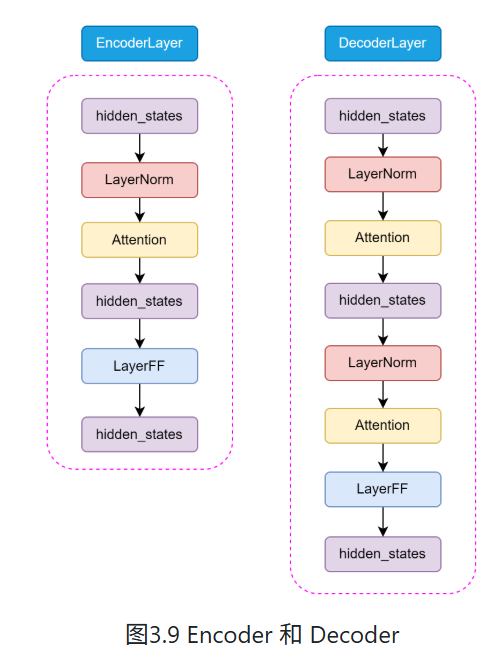 EncoderLayer
hidden_states
LayerNorm
Attention
hidden_states
LayerFF
hidden_states
DecoderLayer
hidden_states
LayerNorm
Attention
hidden_states
LayerNorm
Attention
LayerFF
hidden_states
图3.9 Encoder 和 Decoder